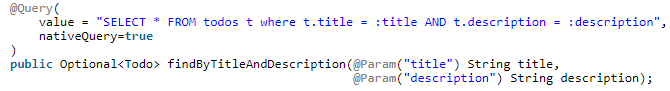 @Query(
value = "SELECT * FROM todos t where t.title = :title AND t.description = :description",
nativeQuery=true
)
public Optional<Todo> findByTitleAndDescription(@Param("title") String title,
@Param("description") String description);